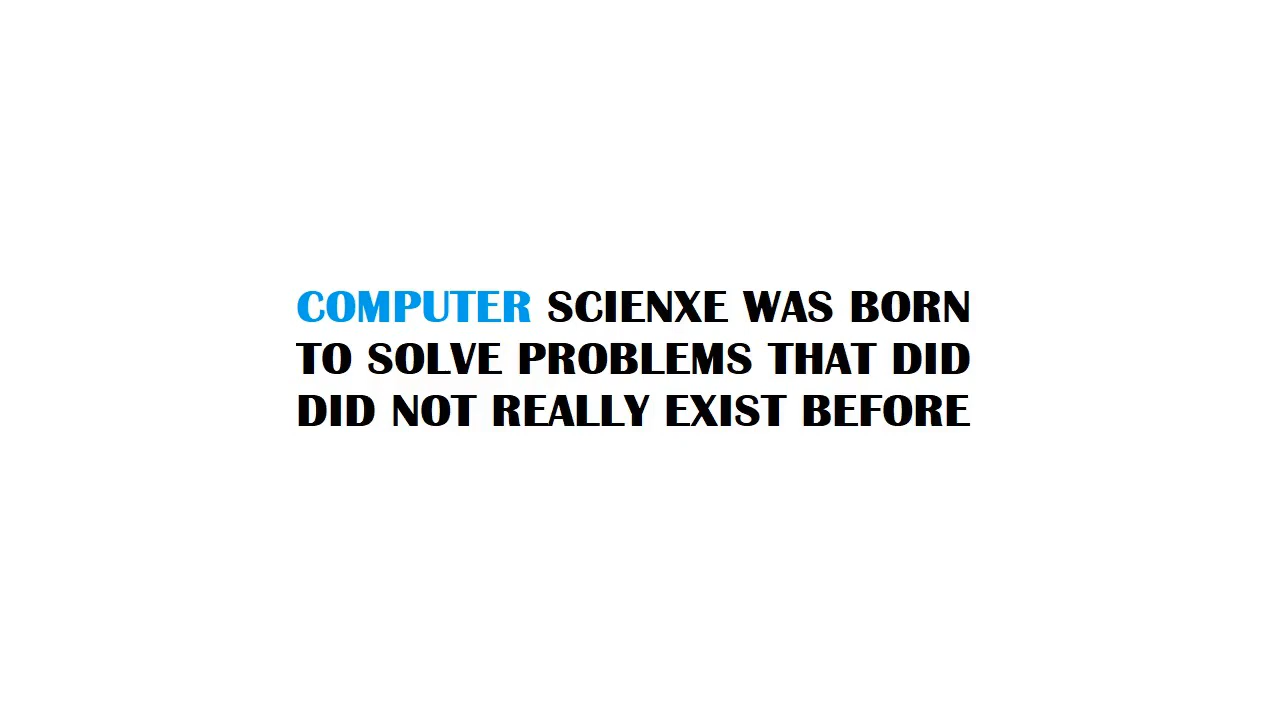 COMPUTER SCIENXE WAS BORN
TO SOLVE PROBLEMS THAT DID
DID NOT REALLY EXIST BEFORE